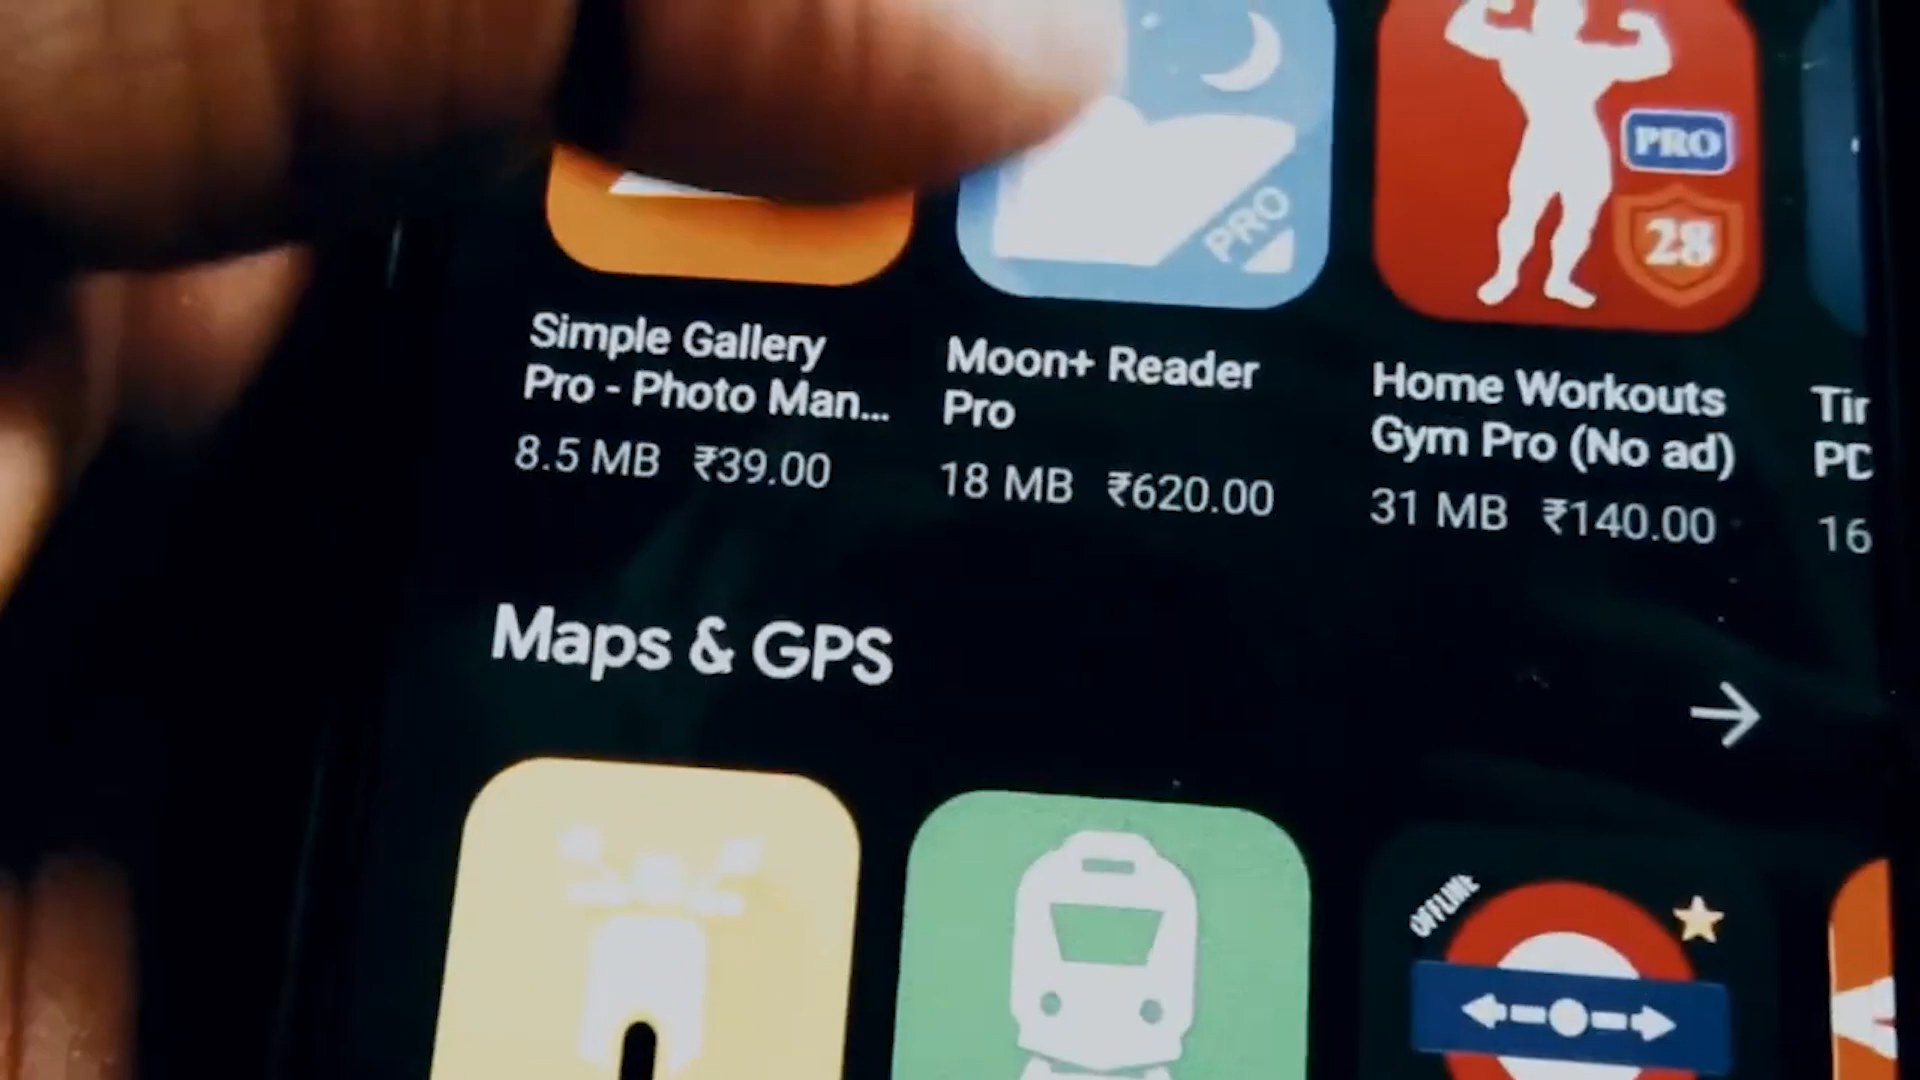 PRO
PRO
28
Simple Gallery
Pro - Photo Man...
8.5 MB ₹39.00
Moon+ Reader
Pro
18 MB ₹620.00
Home Workouts
Gym Pro (No ad)
31 MB ₹140.00
16
Maps & GPS
OFFLINE